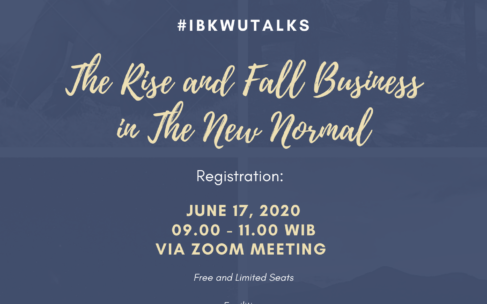 #IBKWUTALKS
The Rise and Fall Business
in The New Normal
Registration:
JUNE 17, 2020
09.00 - 11.00 WIB
VIA ZOOM MEETING
Free and Limited Seats